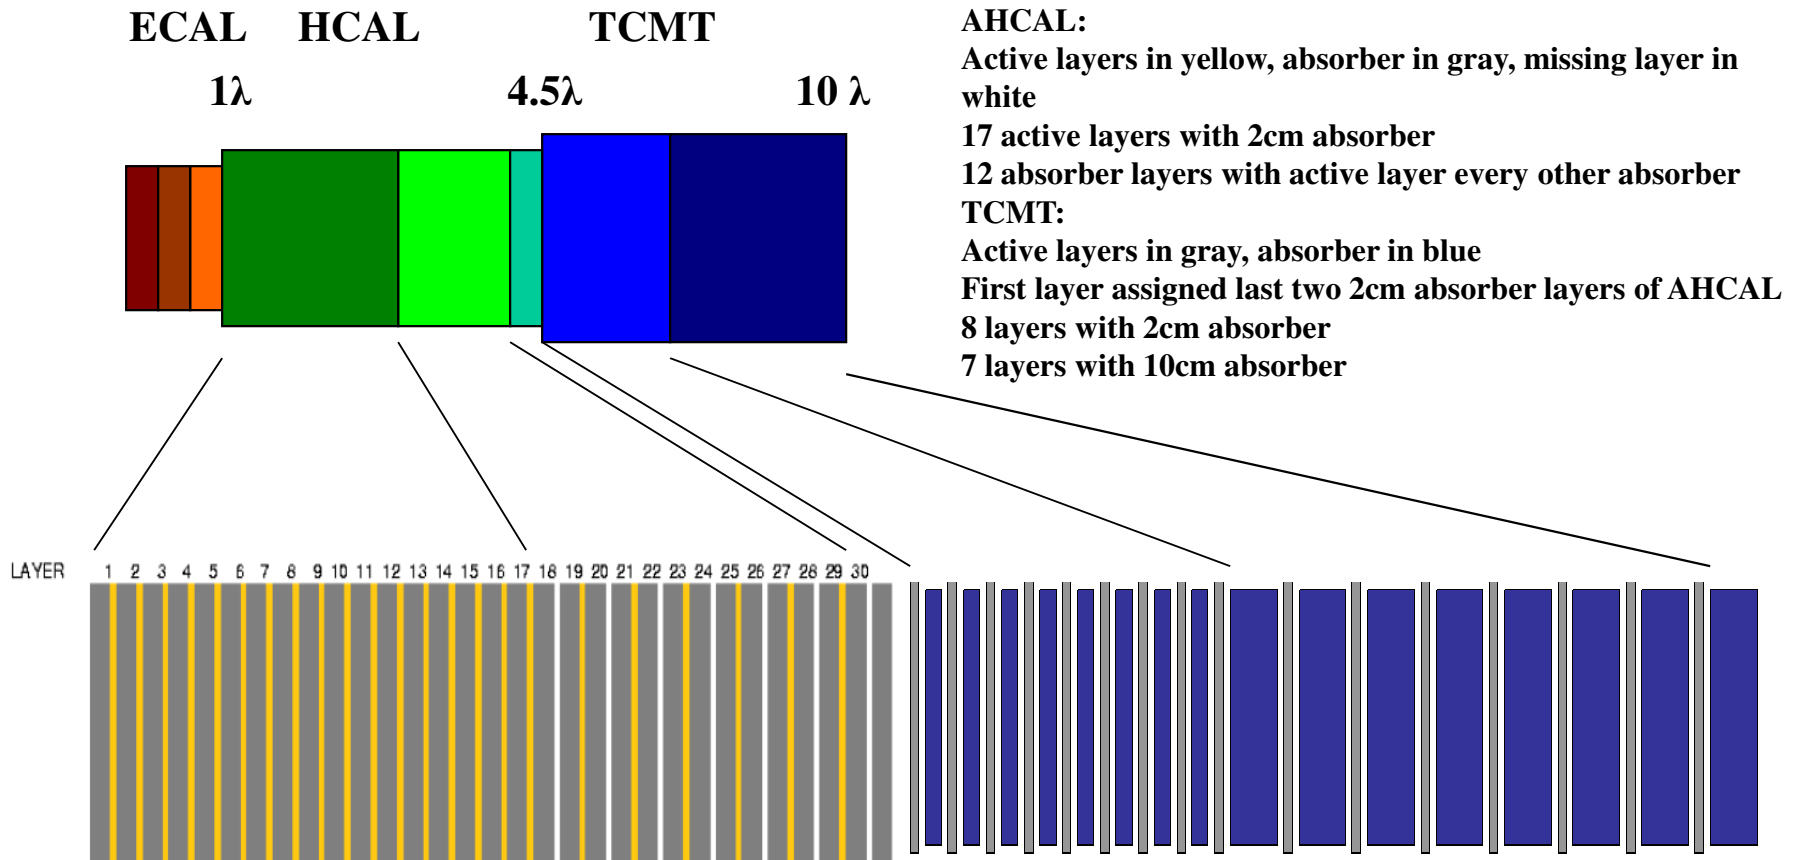 ECAL HCAL TCMT
1λ 4.5λ 10 λ
AHCAL:
Active layers in yellow, absorber in gray, missing layer in
white
17 active layers with 2cm absorber
12 absorber layers with active layer every other absorber
TCMT:
Active layers in gray, absorber in blue
First layer assigned last two 2cm absorber layers of AHCAL
8 layers with 2cm absorber
7 layers with 10cm absorber
LAYER 1 2 3 4 5 6 7 8 9 10 11 12 13 14 15 16 17 18 19 20 21 22 23 24 25 26 27 28 29 30